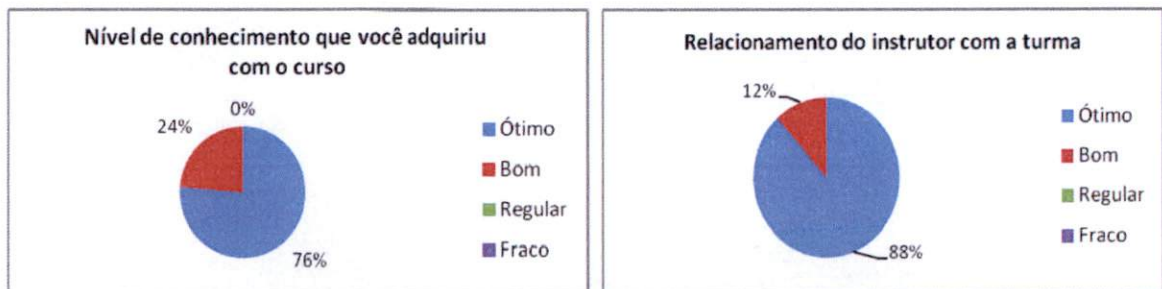 Nível de conhecimento que você adquiriu
com o curso
0%
24%
76%
Ótimo
Bom
Regular
Fraco
Relacionamento do instrutor com a turma
12%
88%
Ótimo
Bom
Regular
Fraco